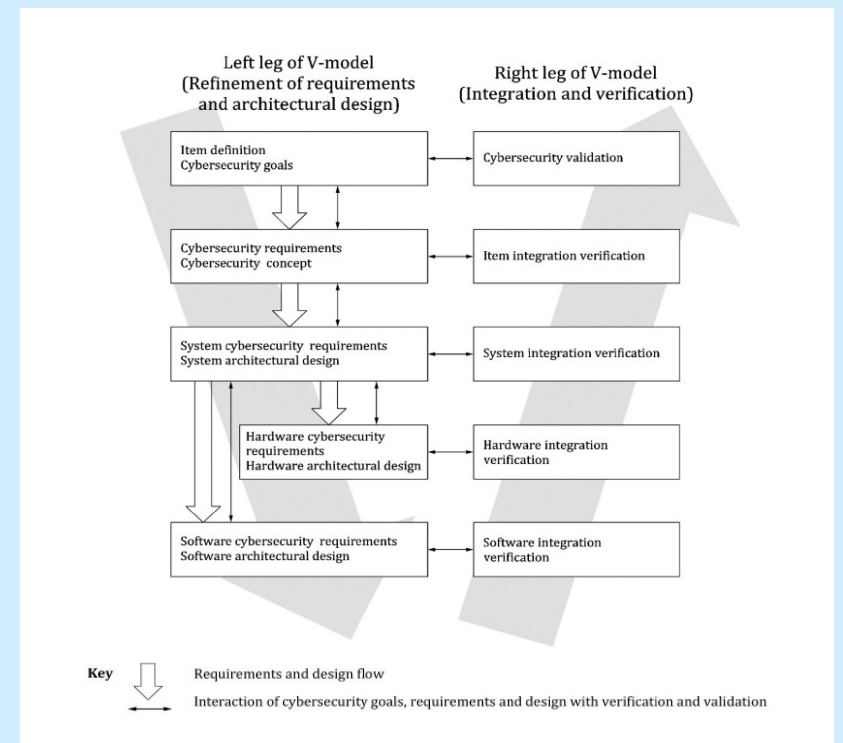 Left leg of V-model
(Refinement of requirements
and architectural design)
Right leg of V-model
(Integration and verification)
Item definition
Cybersecurity goals
Cybersecurity validation
Cybersecurity requirements
Cybersecurity concept
Item integration verification
System cybersecurity requirements
System architectural design
System integration verification
Hardware cybersecurity
requirements
Hardware architectural design
Hardware integration
verification
Software cybersecurity requirements
Software architectural design
Software integration
verification
Key
Requirements and design flow
Interaction of cybersecurity goals, requirements and design with verification and validation